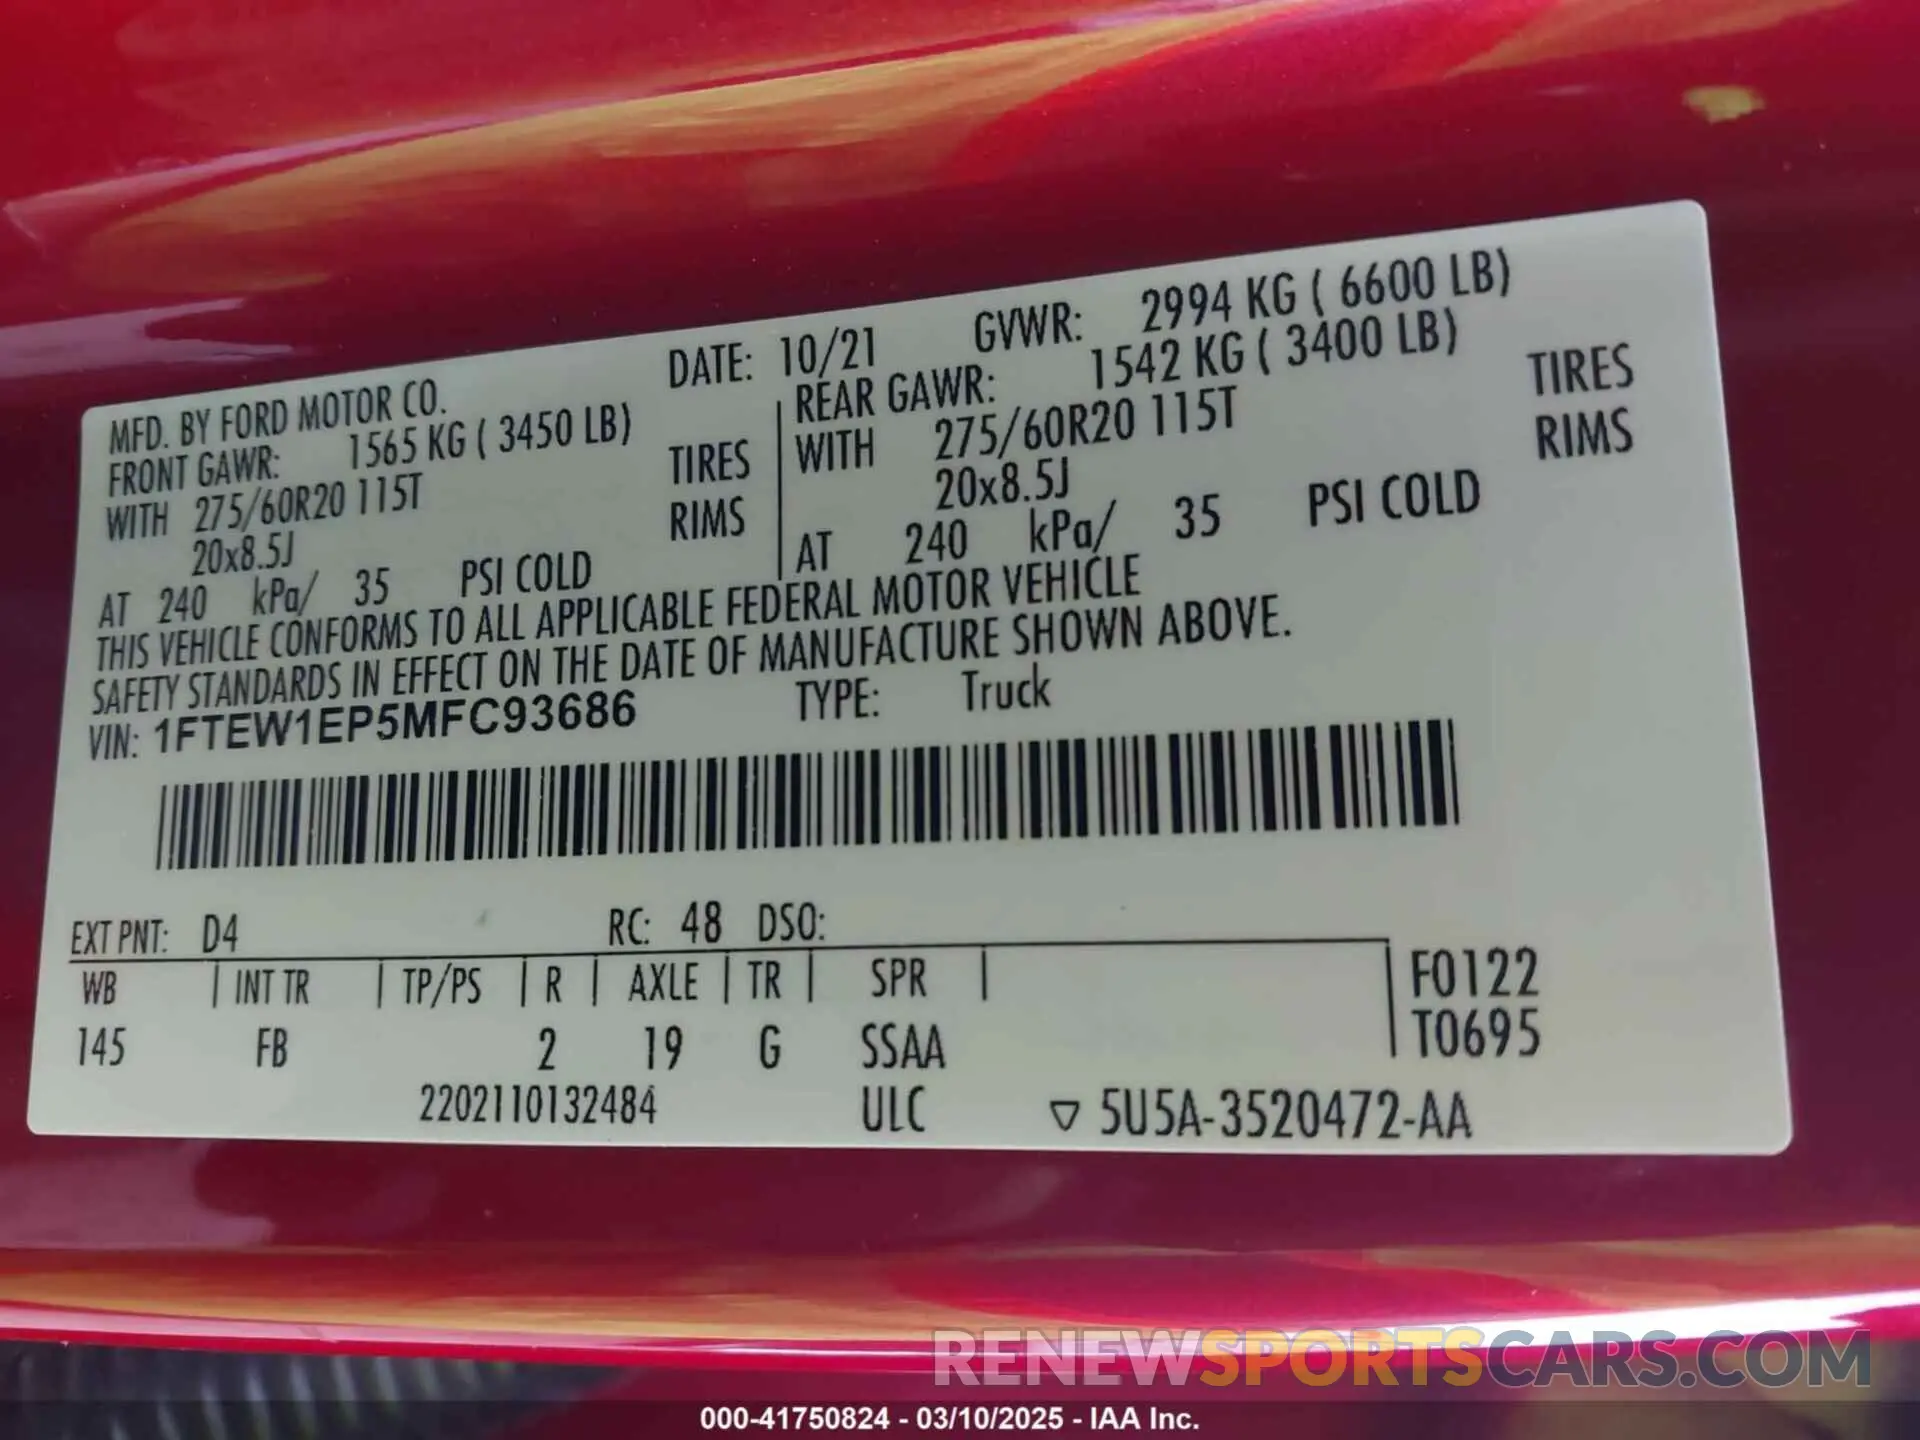 MFD. BY FORD MOTOR CO. DATE: 10/21 GVWR: 2994 KG ( 6600 LB)
FRONT GAWR: 1565 KG ( 3450 LB) REAR GAWR: 1542 KG ( 3400 LB)
WITH 275/60R20 115T TIRES WITH 275/60R20 115T TIRES
20x8.5J RIMS 20x8.5J RIMS
AT 240 kPa/ 35 PSI COLD AT 240 kPa/ 35 PSI COLD
THIS VEHICLE CONFORMS TO ALL APPLICABLE FEDERAL MOTOR VEHICLE
SAFETY STANDARDS IN EFFECT ON THE DATE OF MANUFACTURE SHOWN ABOVE.
VIN: 1FTEW1EP5MFC93686 TYPE: Truck
EXT PNT: D4 RC: 48 DSO:
WB INT TR TP/PS R AXLE TR SPR F0122
145 FB 2 19 G SSAA T0695
2202110132484 ULC ▽ 5U5A-3520472-AA
RENEWSPORTSCARS.COM
000-41750824 - 03/10/2025 - IAA Inc.